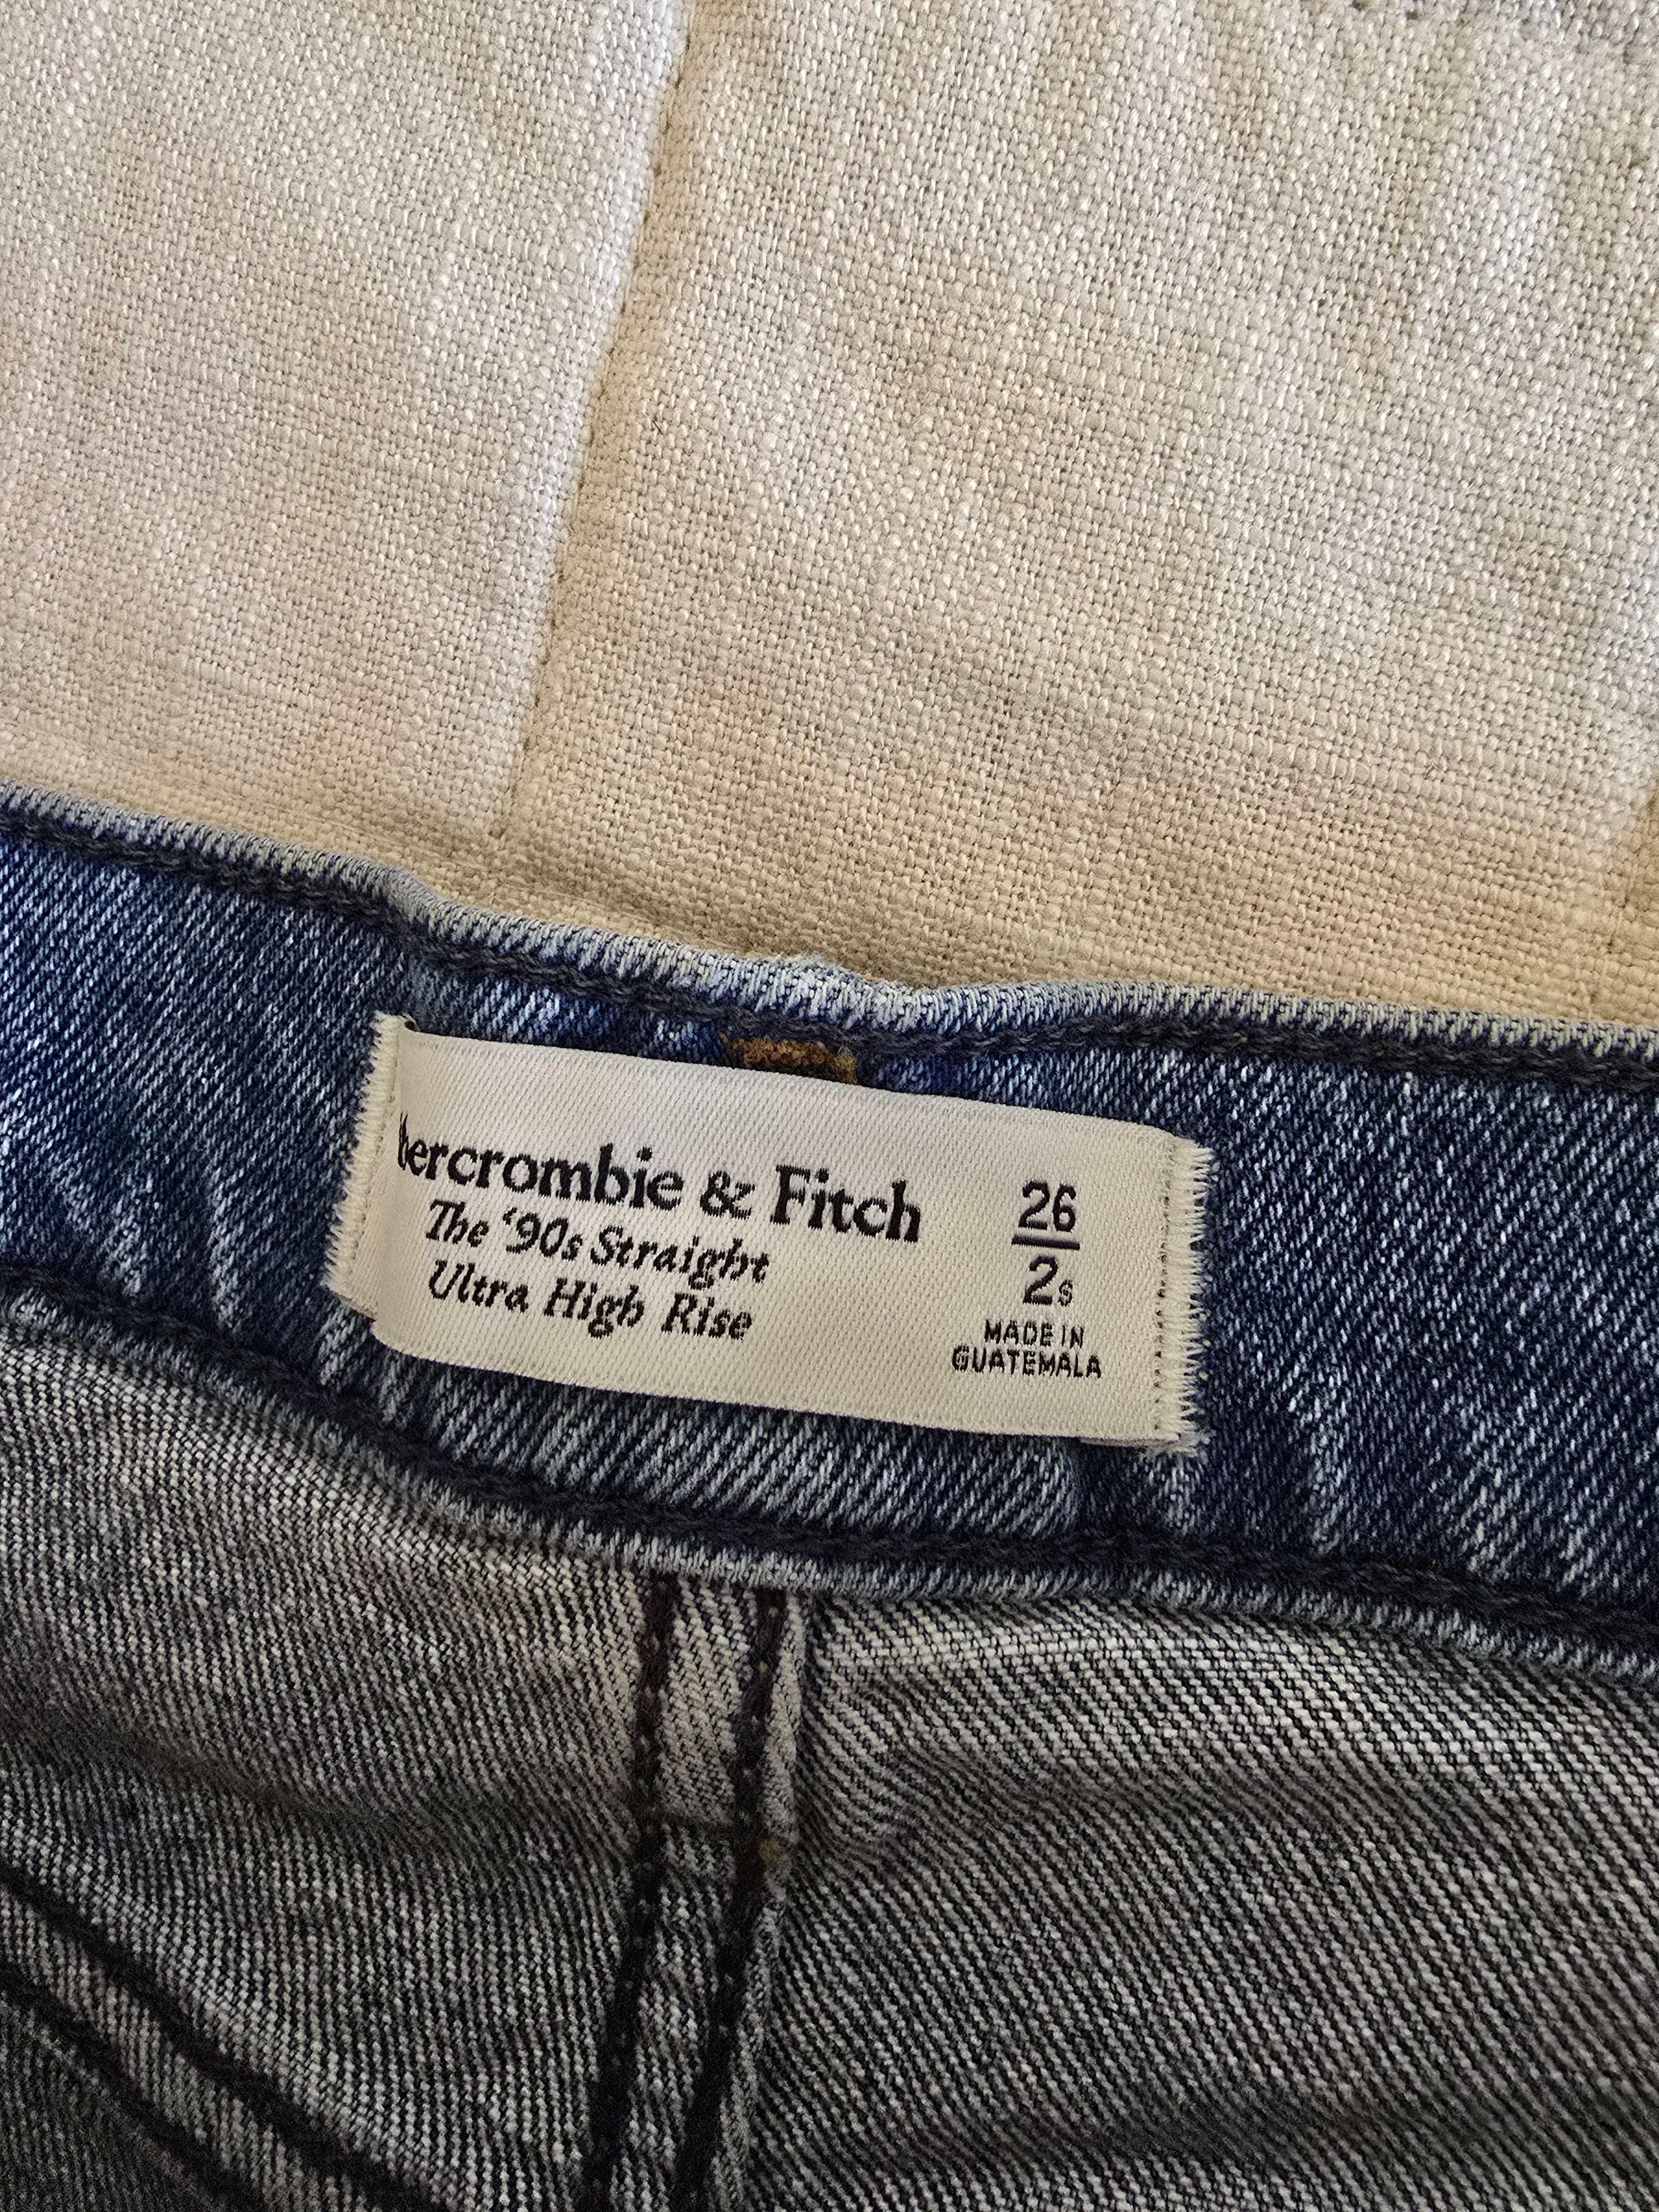 bercrombie & Fitch
The ‘90s Straight
Ultra High Rise
26
2s
MADE IN
GUATEMALA